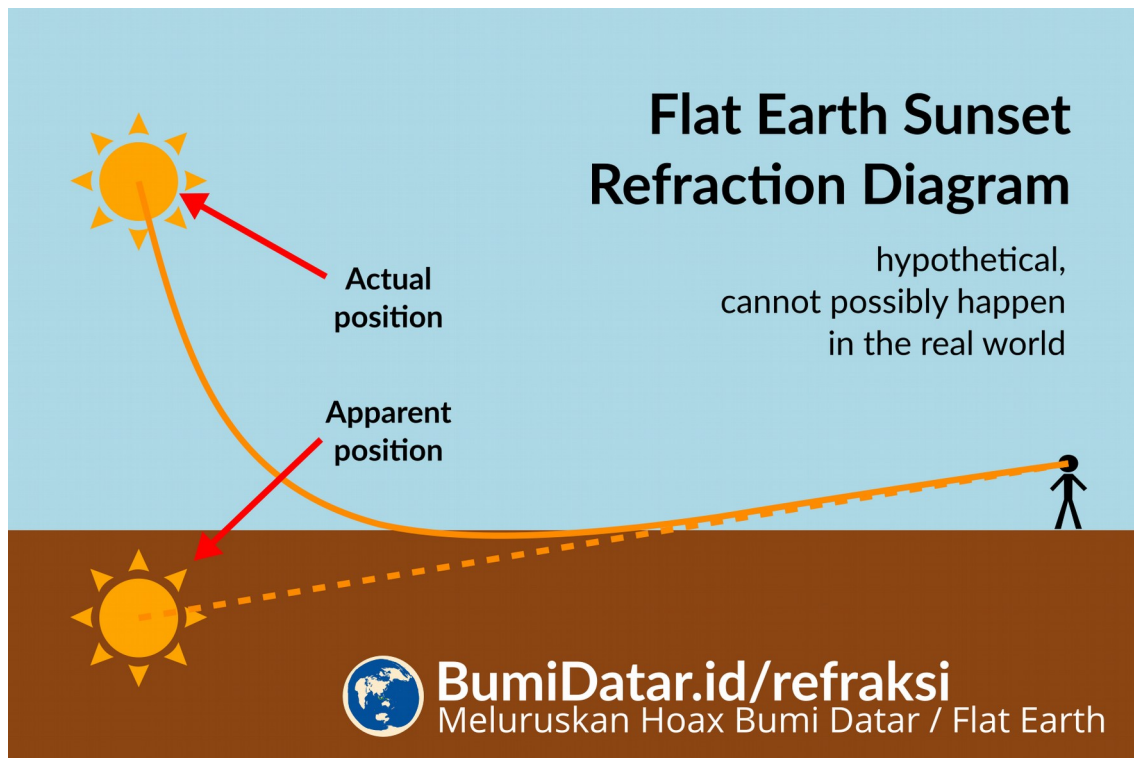 Flat Earth Sunset
Refraction Diagram
hypothetical,
cannot possibly happen
in the real world
Actual
position
Apparent
position
BumiDatar.id/refraksi
Meluruskan Hoax Bumi Datar / Flat Earth